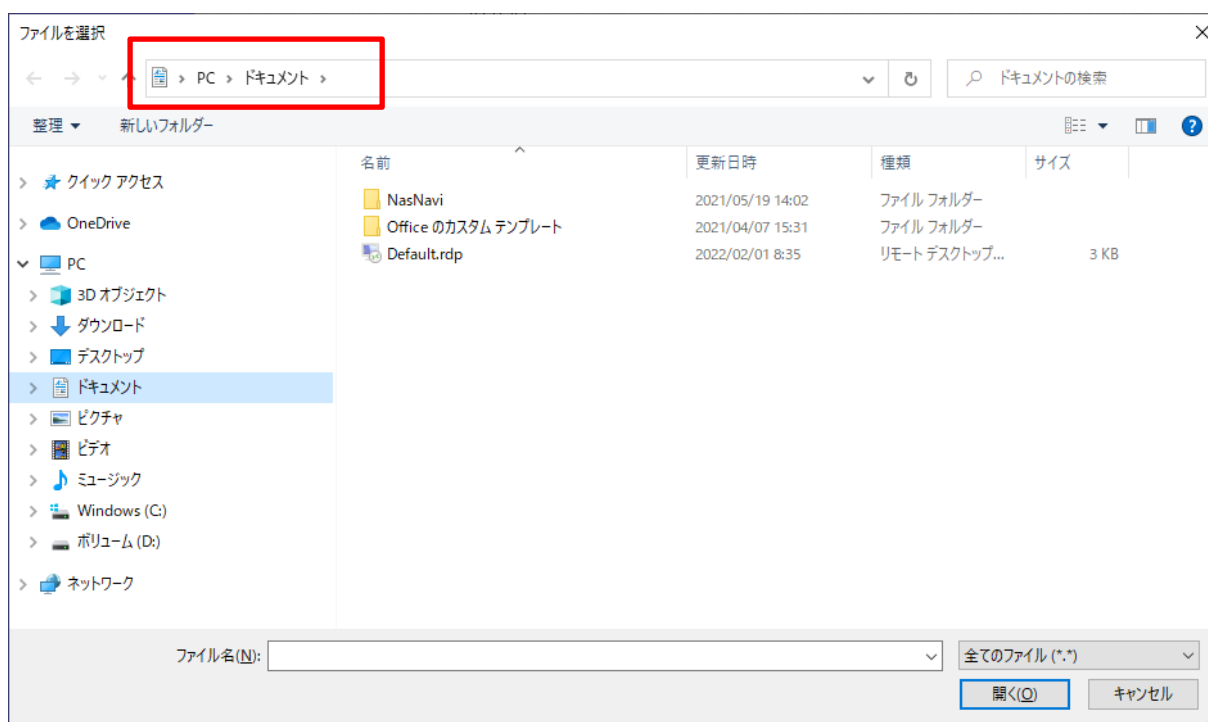 ファイルを選択
PC › ドキュメント ›
ドキュメントの検索
整理 新しいフォルダー
名前 更新日時 種類 サイズ
クイック アクセス
OneDrive
PC
3D オブジェクト
ダウンロード
デスクトップ
ドキュメント
ピクチャ
ビデオ
ミュージック
Windows (C:)
ボリューム (D:)
ネットワーク
NasNavi 2021/05/19 14:02 ファイル フォルダー
Office のカスタム テンプレート 2021/04/07 15:31 ファイル フォルダー
Default.rdp 2022/02/01 8:35 リモート デスクトップ... 3 KB
ファイル名(N):
全てのファイル (*.*)
開く(O) キャンセル